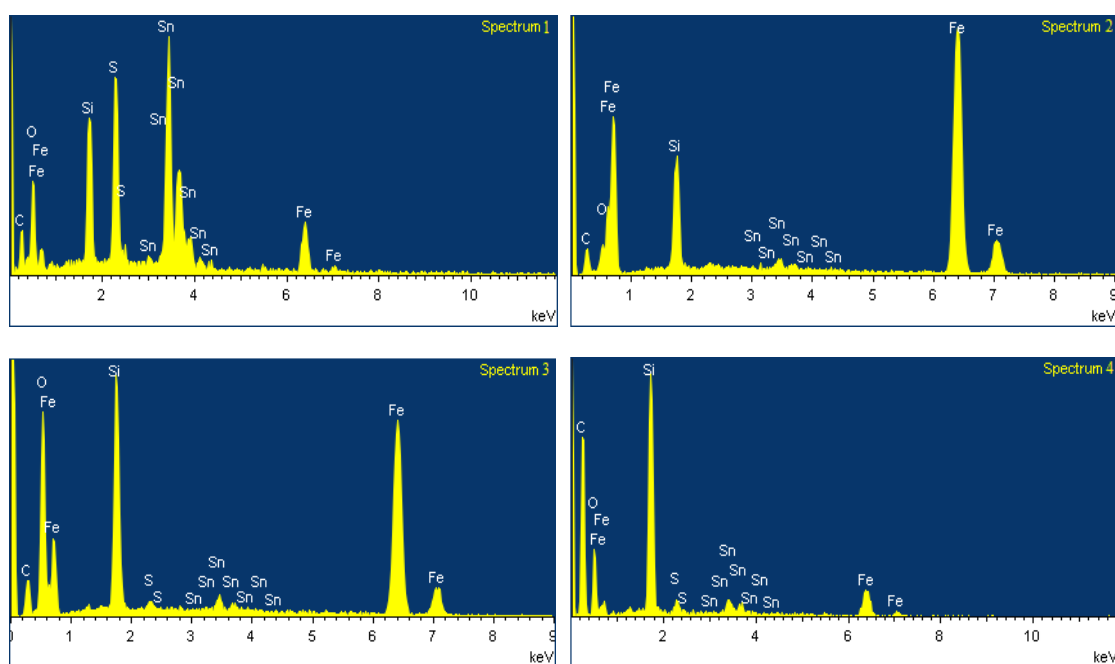 Spectrum 1
Sn
S
Sn
Si
Sn
O
Fe
Fe
S
Sn
C
Sn
Sn
Sn
Fe
Fe
2 4 6 8 10
keV
Spectrum 2
Fe
Fe
Fe
Si
O
C
Sn
Sn Sn Sn
Sn Sn Sn
Fe
1 2 3 4 5 6 7 8 9
keV
Spectrum 3
Si
O
Fe
Fe
Fe
C
S
S
Sn
Sn Sn Sn
Sn Sn Sn
Fe
0 1 2 3 4 5 6 7 8 9
keV
Spectrum 4
Si
C
O
Fe
Fe
S
S
Sn
Sn
Sn Sn
Sn Sn Sn
Fe
Fe
2 4 6 8 10
keV